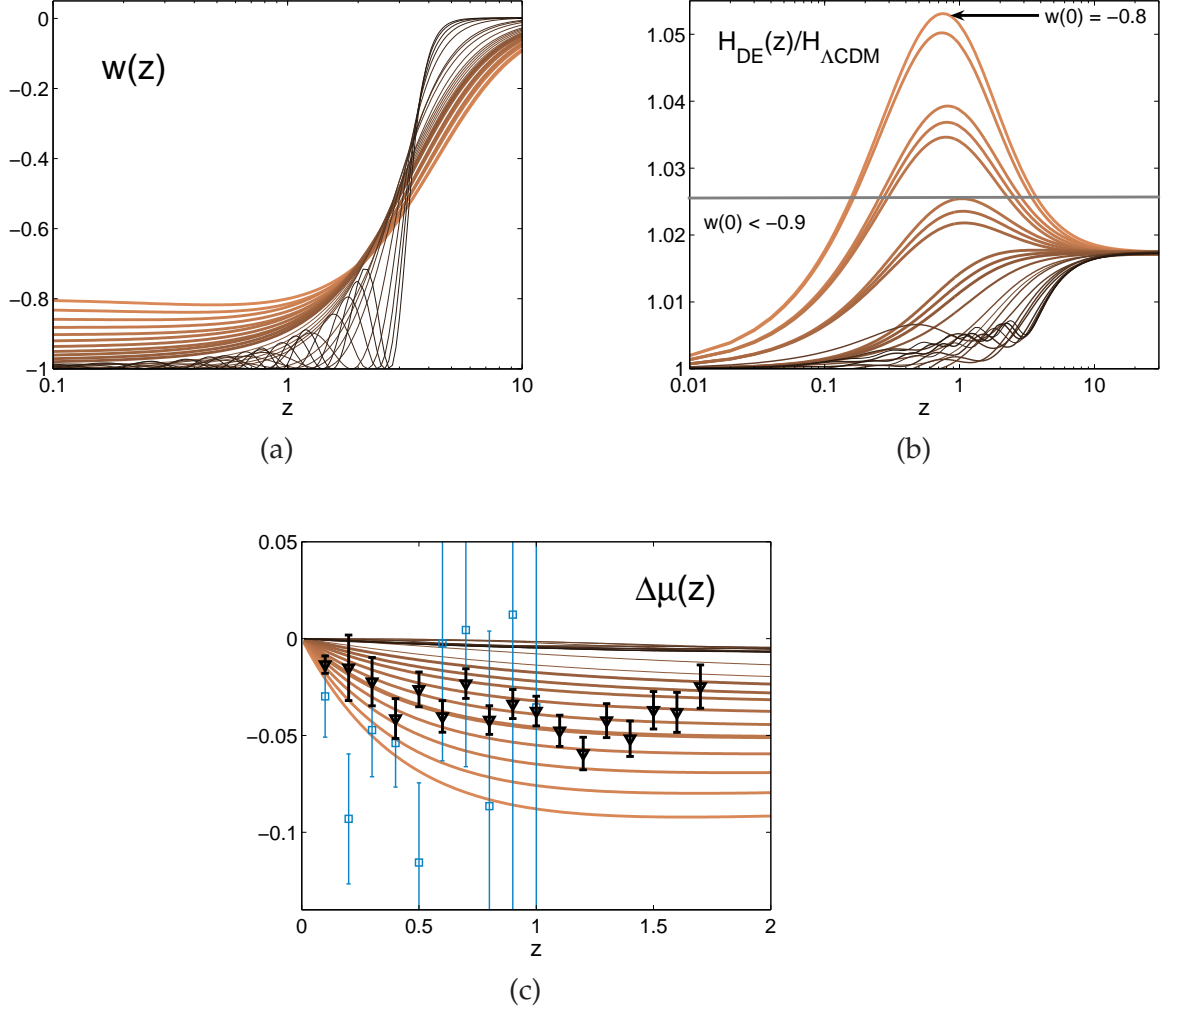 0
−0.2
−0.4
−0.6
−0.8
−1
w(z)
0.1
1
10
z
(a)
1.05
1.04
1.03
1.02
1.01
1
H_DE(z)/H_ΛCDM
w(0) = −0.8
w(0) < −0.9
0.01
0.1
1
10
z
(b)
0.05
0
−0.05
−0.1
Δμ(z)
0
0.5
1
1.5
2
z
(c)